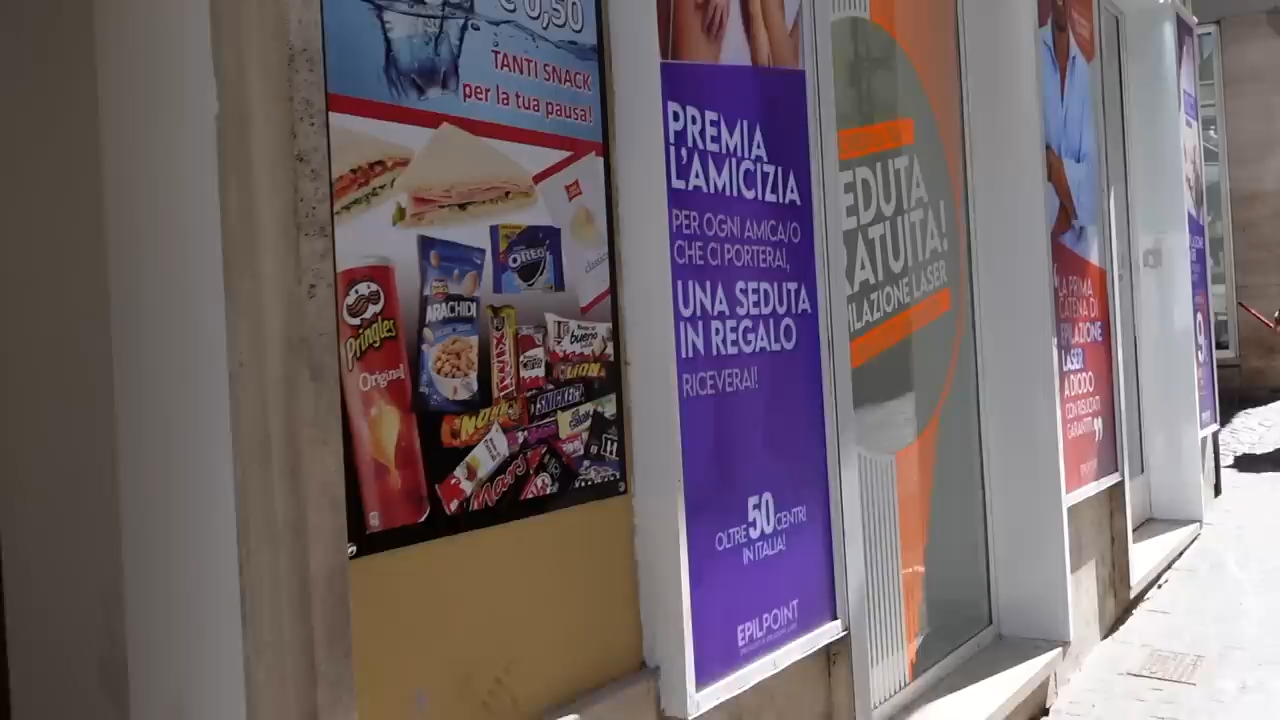 € 0,50
TANTI SNACK
per la tua pausa!
Pringles
Original
ARACHIDI
OREO
classica
bueno
LION
SNICKERS
Mars
PREMIA
L'AMICIZIA
PER OGNI AMICA/O
CHE CI PORTERAI,
UNA SEDUTA
IN REGALO
RICEVERAI!
OLTRE 50 CENTRI
IN ITALIA!
EPILPOINT
EDUTA
RATUITA!
ILAZIONE LASER
"LA PRIMA
CATENA DI
EPILAZIONE
LASER
A DIODO
CON RISULTATI
GARANTITI"
9